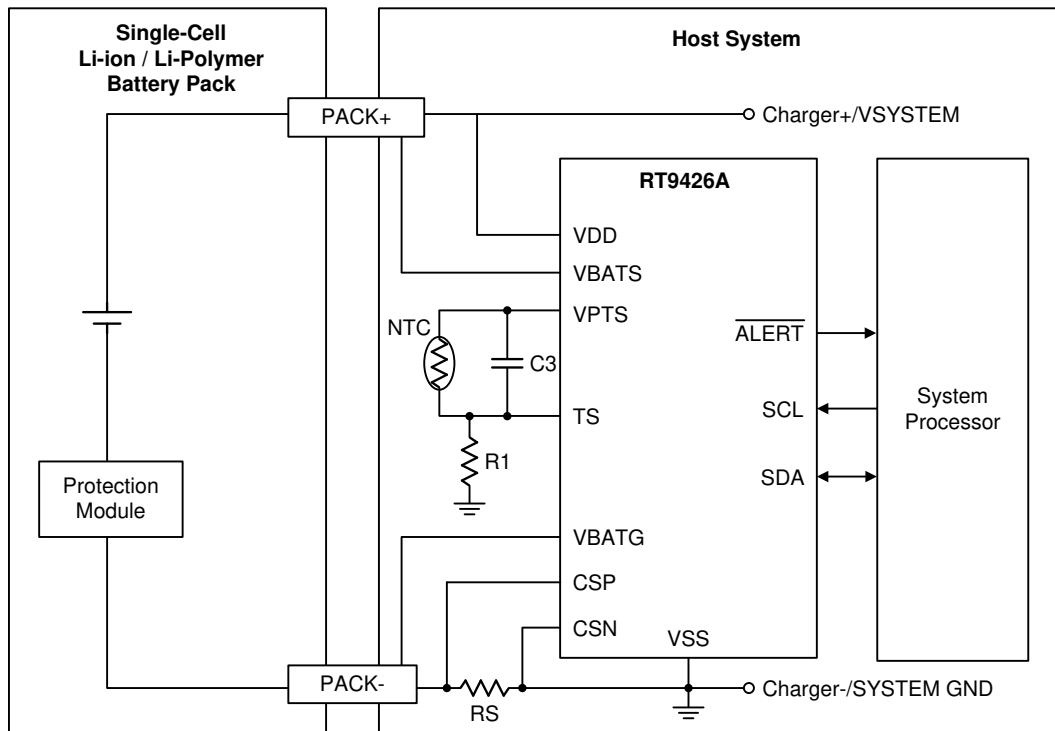 Single-Cell
Li-ion / Li-Polymer
Battery Pack
Host System
PACK+
Charger+/VSYSTEM
RT9426A
VDD
VBATS
VPTS
NTC
C3
TS
R1
ALERT
SCL
SDA
System
Processor
Protection
Module
VBATG
CSP
CSN
VSS
PACK-
RS
Charger-/SYSTEM GND